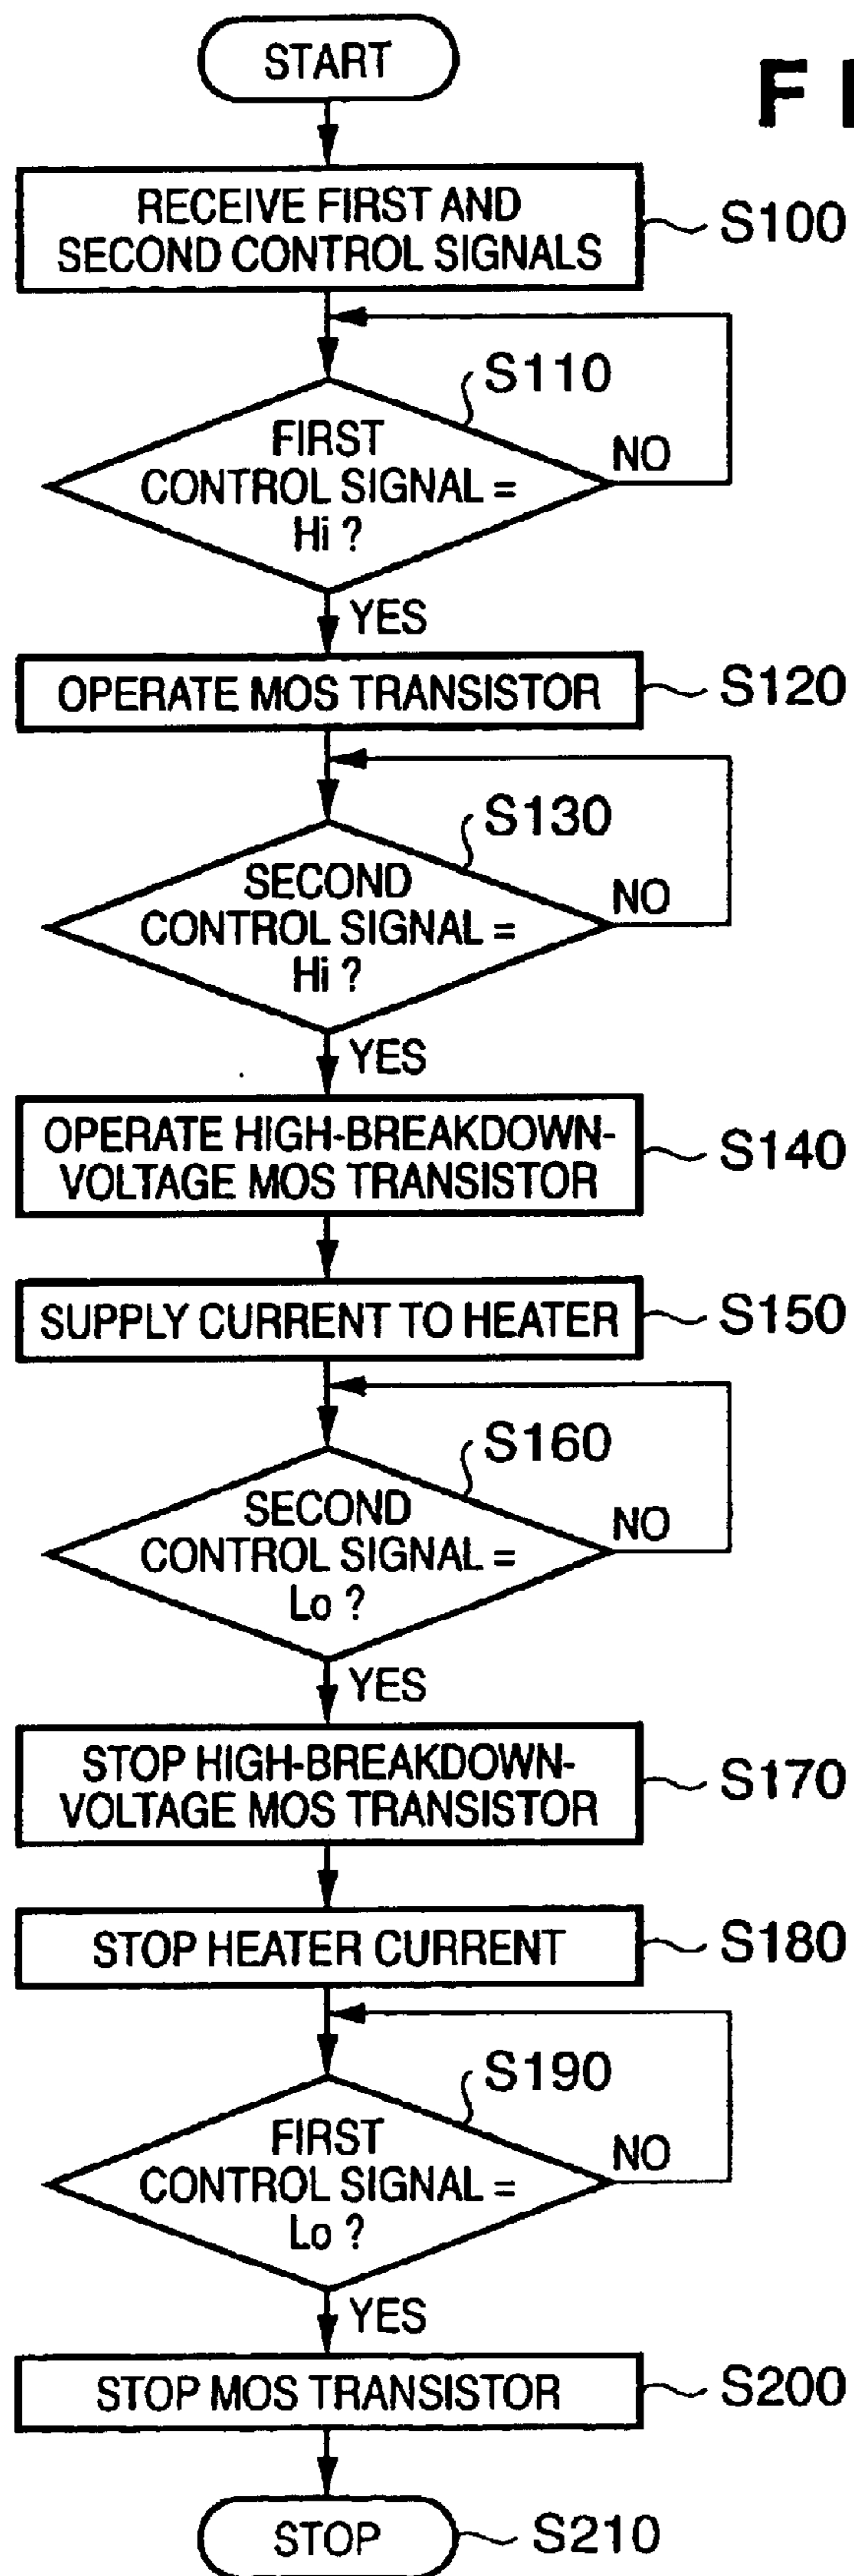 START
F
RECEIVE FIRST AND
SECOND CONTROL SIGNALS
S100
S110
FIRST
CONTROL SIGNAL =
Hi ?
NO
YES
OPERATE MOS TRANSISTOR
S120
S130
SECOND
CONTROL SIGNAL =
Hi ?
NO
YES
OPERATE HIGH-BREAKDOWN-
VOLTAGE MOS TRANSISTOR
S140
SUPPLY CURRENT TO HEATER
S150
S160
SECOND
CONTROL SIGNAL =
Lo ?
NO
YES
STOP HIGH-BREAKDOWN-
VOLTAGE MOS TRANSISTOR
S170
STOP HEATER CURRENT
S180
S190
FIRST
CONTROL SIGNAL =
Lo ?
NO
YES
STOP MOS TRANSISTOR
S200
STOP
S210